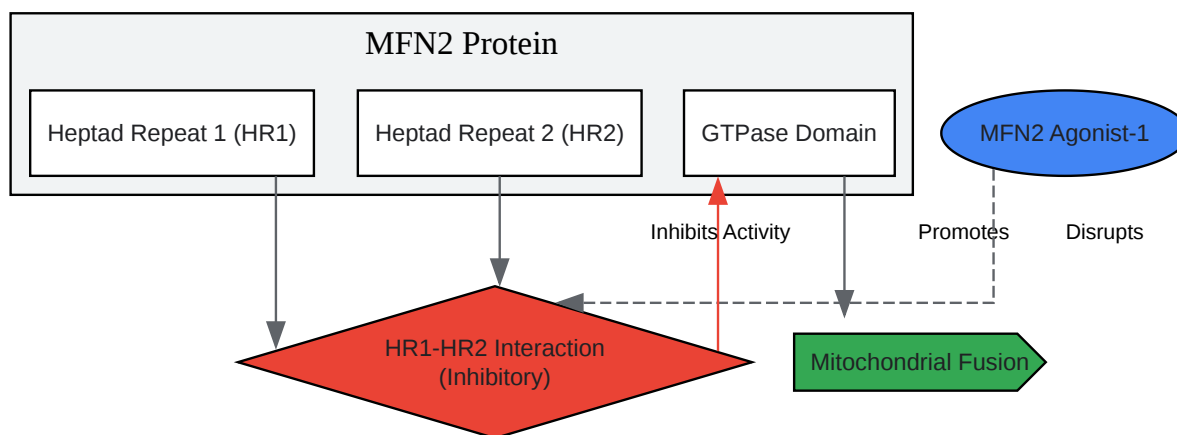 MFN2 Protein
Heptad Repeat 1 (HR1)
Heptad Repeat 2 (HR2)
GTPase Domain
MFN2 Agonist-1
Inhibits Activity
Promotes
Disrupts
HR1-HR2 Interaction
(Inhibitory)
Mitochondrial Fusion